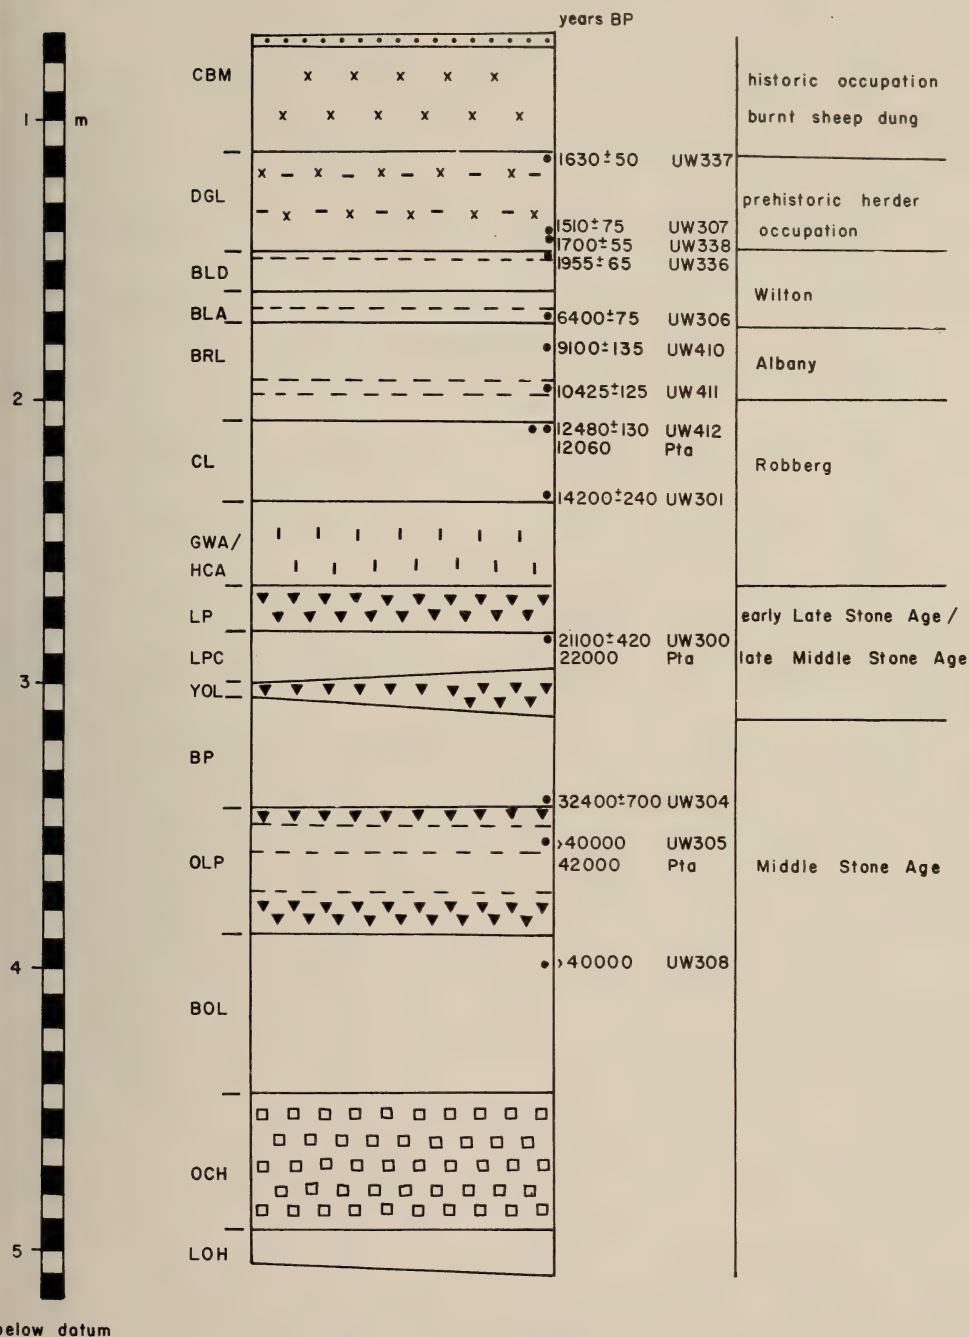 years BP
CBM
historic occupation
1 m
burnt sheep dung
1630±50 UW337
DGL
prehistoric herder
occupation
1510±75 UW307
1700±55 UW338
1955±65 UW336
BLD
Wilton
BLA
6400±75 UW306
BRL
9100±135 UW410
Albany
10425±125 UW411
2
12480±130 UW412
12060 Pta
CL
Robberg
14200±240 UW301
GWA/
HCA
LP
early Late Stone Age /
21100±420 UW300
LPC
22000 Pta
late Middle Stone Age
3
YOL
BP
32400±700 UW304
>40000 UW305
OLP
42000 Pta
Middle Stone Age
4
>40000 UW308
BOL
OCH
5
LOH
below datum